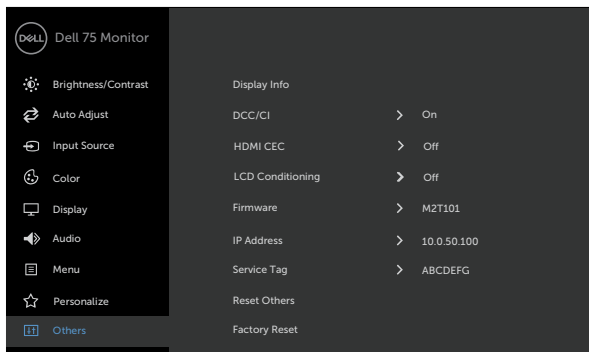 DELL Dell 75 Monitor
Brightness/Contrast
Auto Adjust
Input Source
Color
Display
Audio
Menu
Personalize
Others
Display Info
DCC/CI > On
HDMI CEC > Off
LCD Conditioning > Off
Firmware > M2T101
IP Address > 10.0.50.100
Service Tag > ABCDEFG
Reset Others
Factory Reset